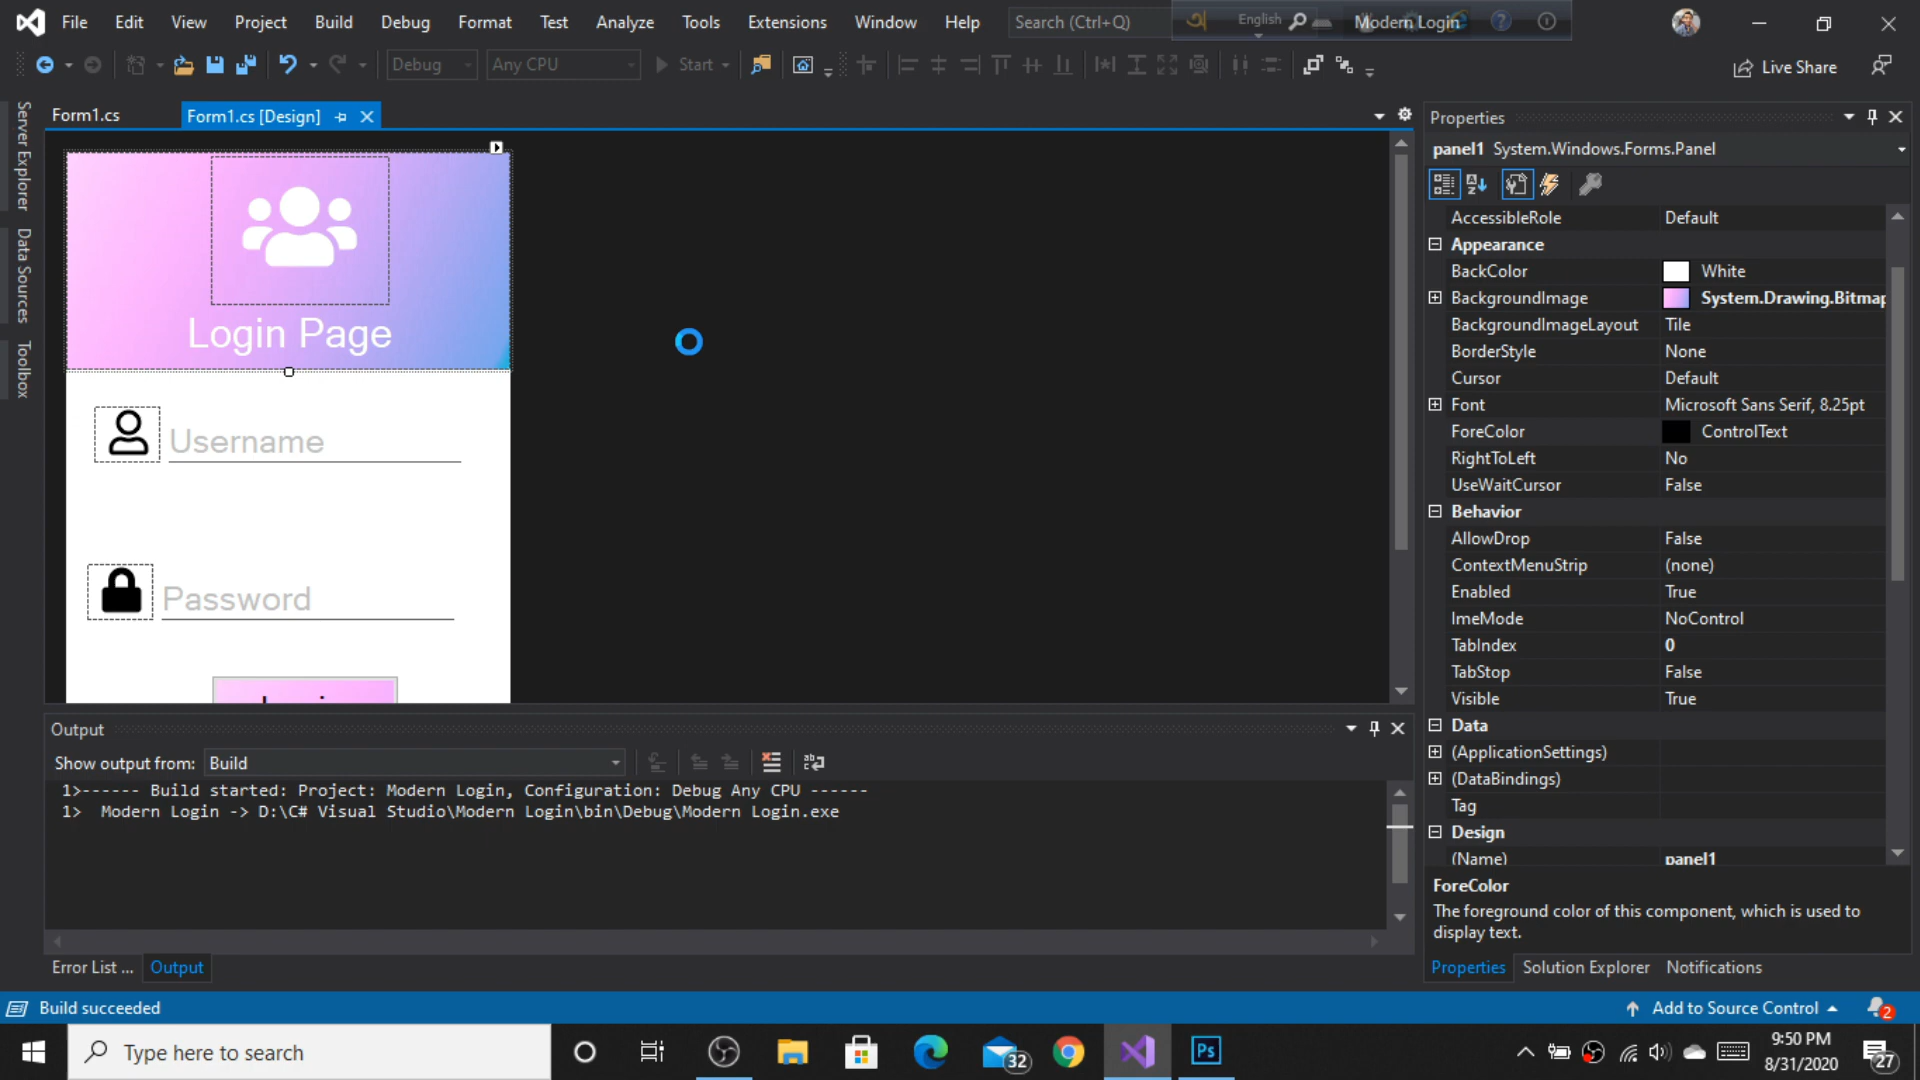 File Edit View Project Build Debug Format Test Analyze Tools Extensions Window Help Search (Ctrl+Q) English Modern Login
Debug Any CPU Start Live Share
Server Explorer
Data Sources
Toolbox
Form1.cs Form1.cs [Design]
Login Page
Username
Password
Output
Show output from: Build
1>------ Build started: Project: Modern Login, Configuration: Debug Any CPU ------
1> Modern Login -> D:\C# Visual Studio\Modern Login\bin\Debug\Modern Login.exe
Error List ... Output
Properties
panel1 System.Windows.Forms.Panel
AccessibleRole Default
Appearance
BackColor White
BackgroundImage System.Drawing.Bitmap
BackgroundImageLayout Tile
BorderStyle None
Cursor Default
Font Microsoft Sans Serif, 8.25pt
ForeColor ControlText
RightToLeft No
UseWaitCursor False
Behavior
AllowDrop False
ContextMenuStrip (none)
Enabled True
ImeMode NoControl
TabIndex 0
TabStop False
Visible True
Data
(ApplicationSettings)
(DataBindings)
Tag
Design
(Name) panel1
ForeColor
The foreground color of this component, which is used to
display text.
Properties Solution Explorer Notifications
Build succeeded Add to Source Control 2
Type here to search 32 Ps 9:50 PM
8/31/2020 27